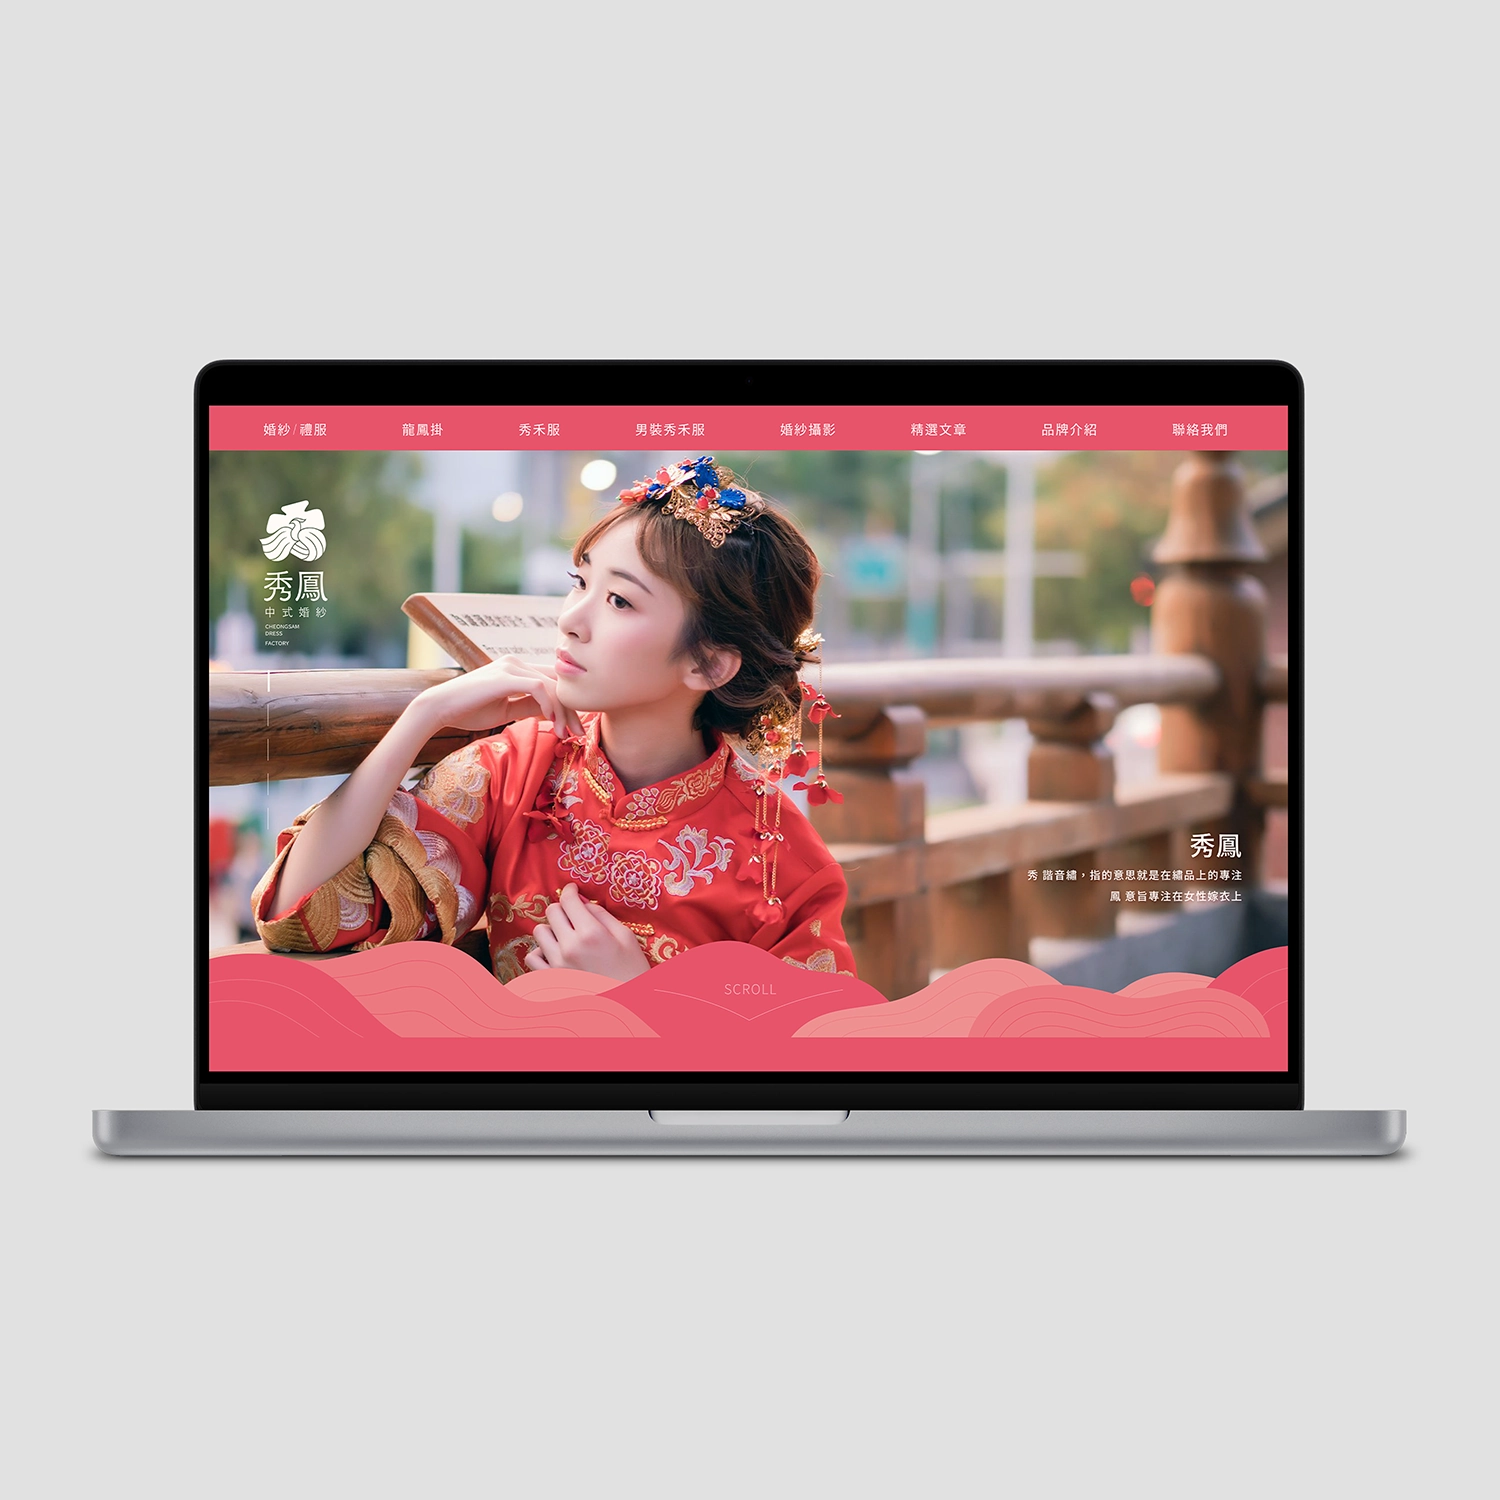 婚紗/禮服
龍鳳掛
秀禾服
男裝秀禾服
婚紗攝影
精選文章
品牌介紹
聯絡我們
秀鳳
中式婚紗
CHEONGSAM
DRESS
FACTORY
秀鳳
秀 諧音繡，指的意思就是在繡品上的專注
鳳 意旨專注在女性嫁衣上
SCROLL